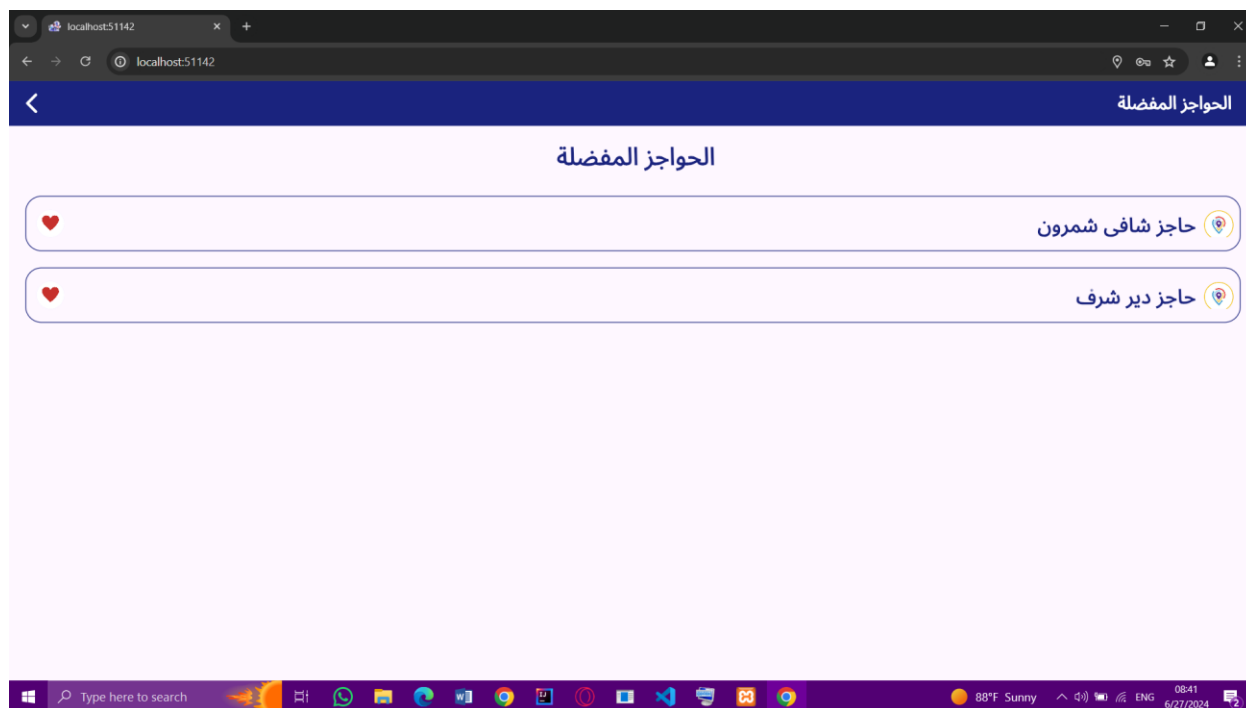 localhost:51142
localhost:51142
الحواجز المفضلة
الحواجز المفضلة
حاجز شافى شمرون
حاجز دير شرف
Type here to search
88°F Sunny
ENG
08:41
6/27/2024
2